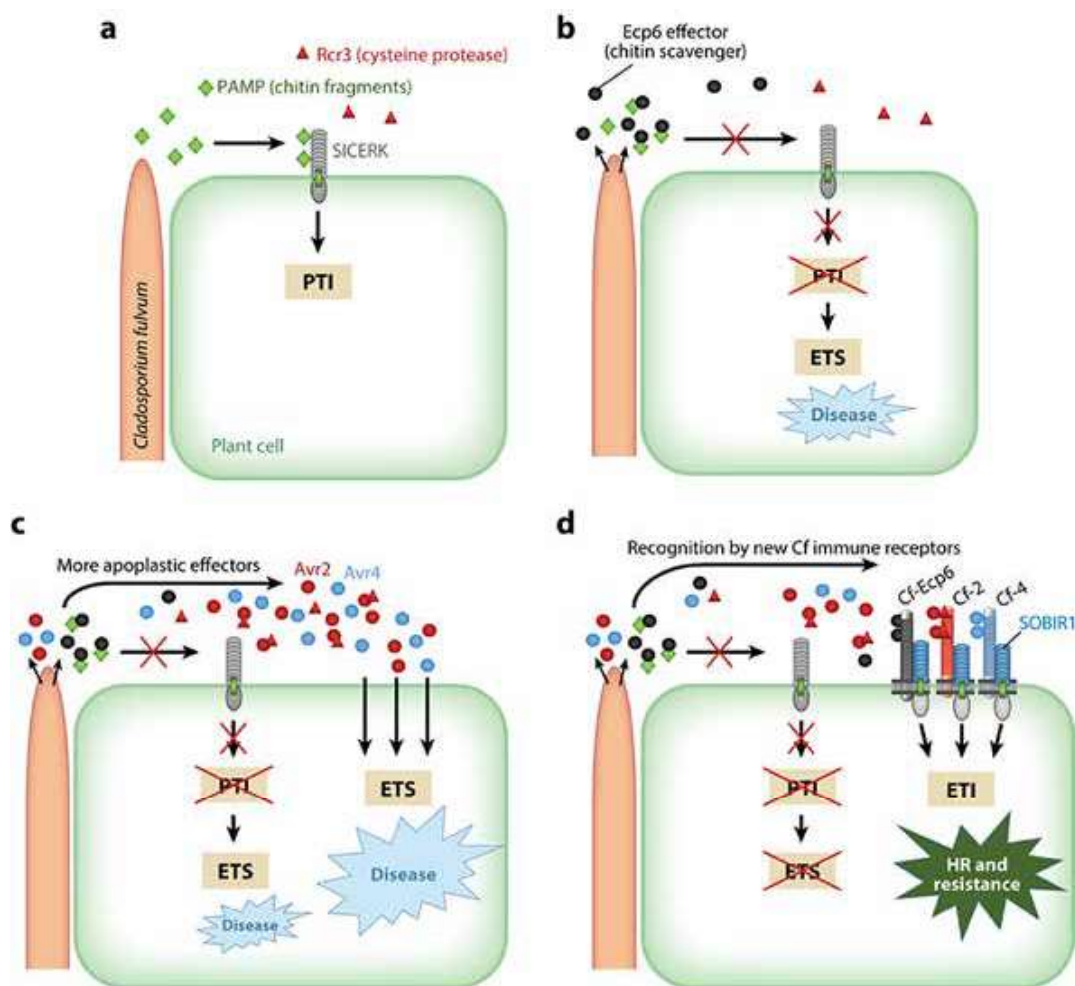 a
Rcr3 (cysteine protease)
PAMP (chitin fragments)
SlCERK
PTI
Cladosporium fulvum
Plant cell
b
Ecp6 effector
(chitin scavenger)
PTI
ETS
Disease
c
More apoplastic effectors
Avr2
Avr4
PTI
ETS
ETS
Disease
Disease
d
Recognition by new Cf immune receptors
Cf-Ecp6
Cf-2
Cf-4
SOBIR1
PTI
ETI
ETS
HR and
resistance